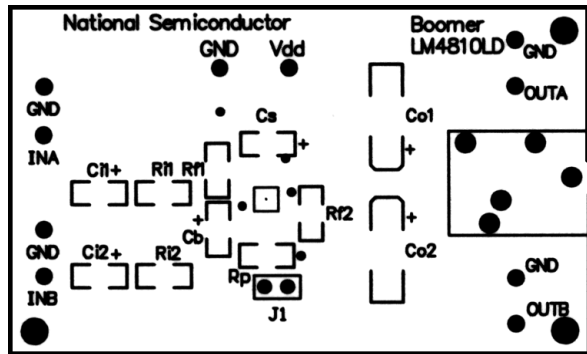 National Semiconductor
Boomer
LM4810LD
GND
Vdd
GND
OUTA
GND
INA
Cs
+
Co1
+
Ci1+
Ri1
Rf1
+
Cb
Rf2
+
Co2
GND
INB
Ci2+
Ri2
Rp
J1
GND
OUTB